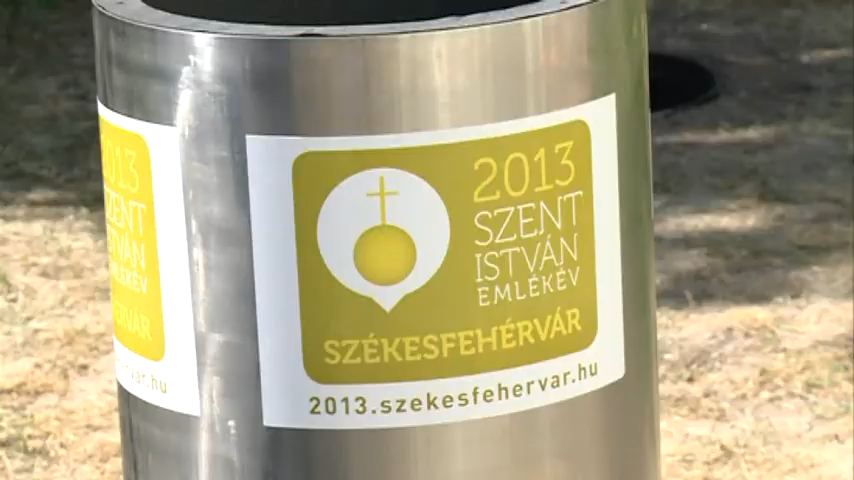 2013
SZENT
ISTVÁN
EMLÉKÉV
SZÉKESFEHÉRVÁR
2013.szekesfehervar.hu